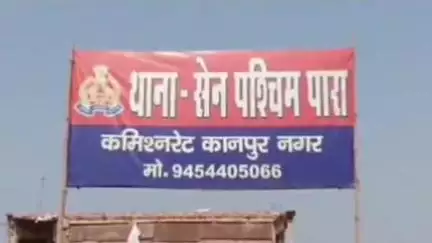 थाना - सेन पश्चिम पारा
कमिश्नरेट कानपुर नगर
मो. 9454405066